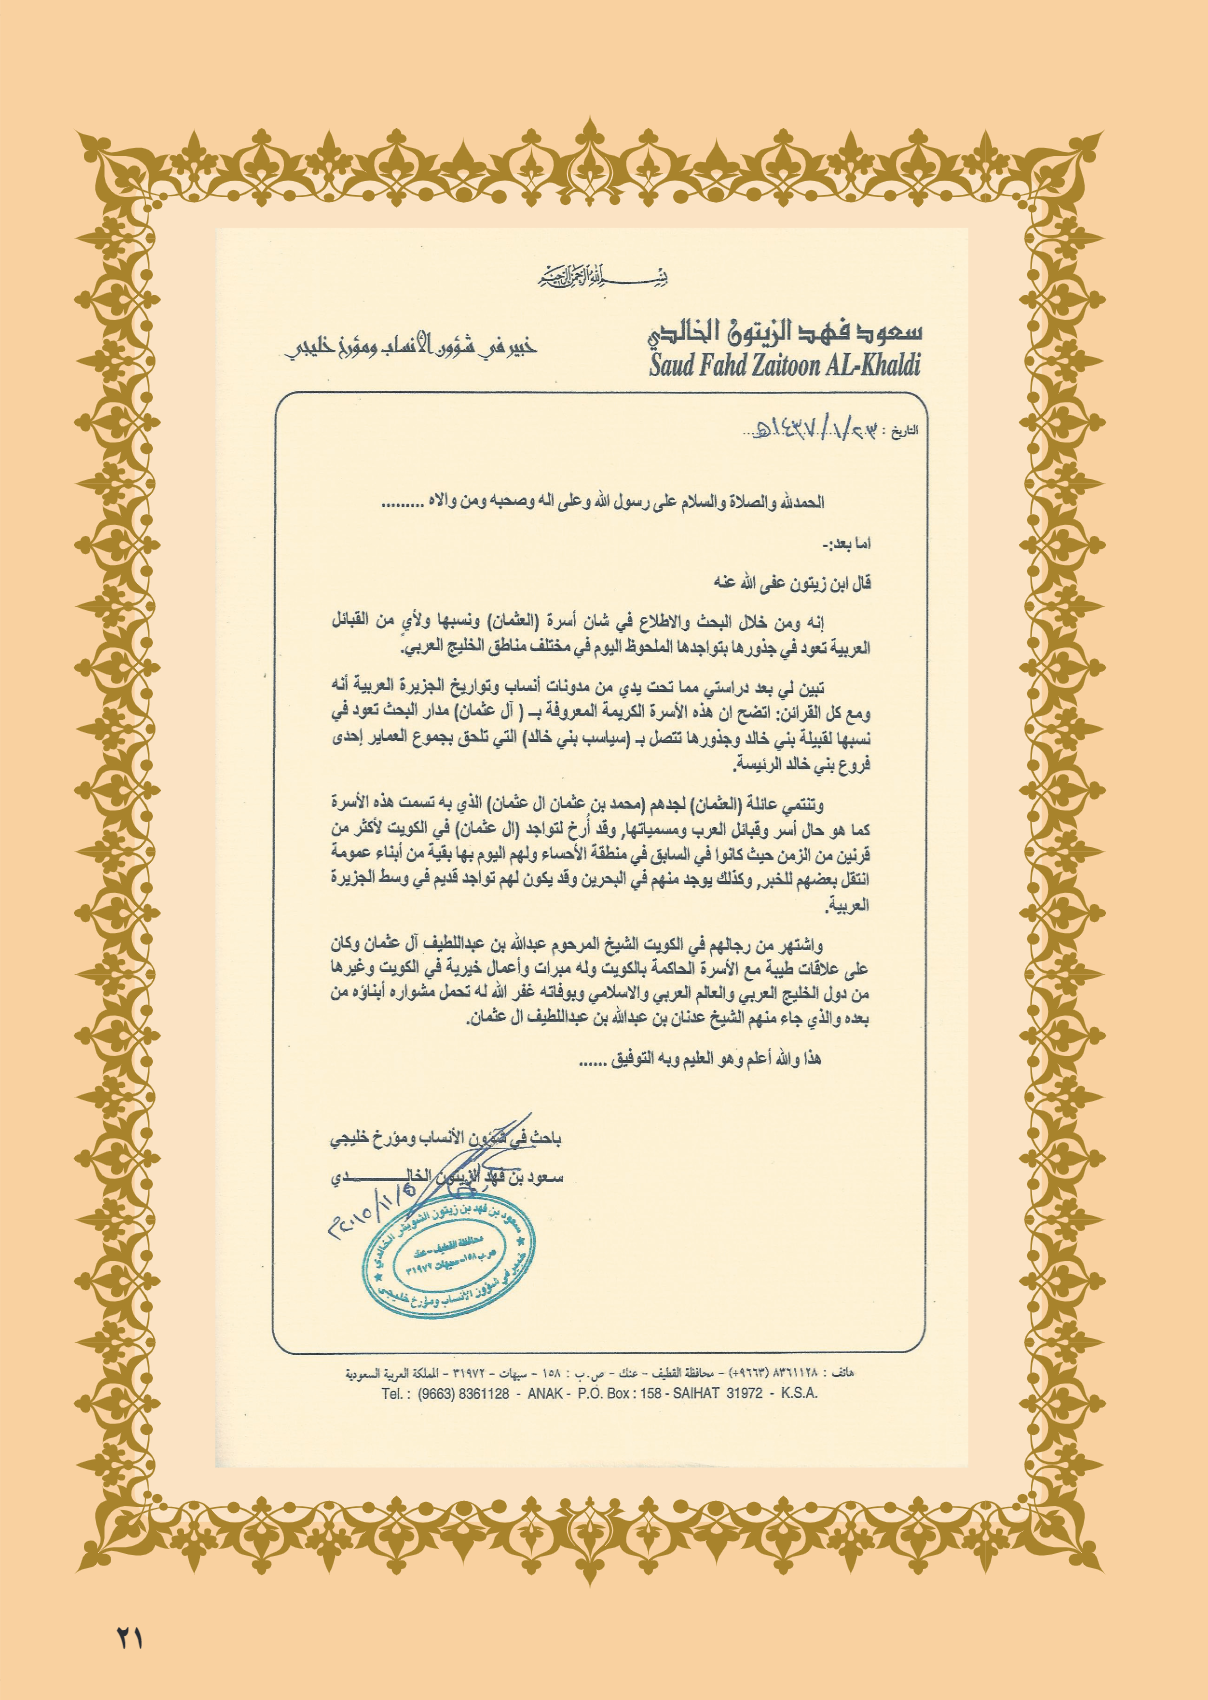 بسم الله الرحمن الرحيم
سعود فهد الزيتون الخالدي
خبير في شؤون الأنساب ومؤرخ خليجي
Saud Fahd Zaitoon AL-Khaldi
التاريخ : ٢٣/١/١٤٣٧هـ
الحمدلله والصلاة والسلام على رسول الله وعلى اله وصحبه ومن والاه .........
اما بعد:-
قال ابن زيتون عفى الله عنه
إنه ومن خلال البحث والاطلاع في شان أسرة (العثمان) ونسبها ولأي من القبائل
العربية تعود في جذورها بتواجدها الملحوظ اليوم في مختلف مناطق الخليج العربي.
تبين لي بعد دراستي مما تحت يدي من مدونات أنساب وتواريخ الجزيرة العربية أنه
ومع كل القرائن: اتضح ان هذه الأسرة الكريمة المعروفة بـ ( آل عثمان) مدار البحث تعود في
نسبها لقبيلة بني خالد وجذورها تتصل بـ (سياسب بني خالد) التي تلحق بجموع العماير إحدى
فروع بني خالد الرئيسة.
وتنتمي عائلة (العثمان) لجدهم (محمد بن عثمان ال عثمان) الذي به تسمت هذه الأسرة
كما هو حال أسر وقبائل العرب ومسمياتها, وقد أُرخ لتواجد (ال عثمان) في الكويت لأكثر من
قرنين من الزمن حيث كانوا في السابق في منطقة الأحساء ولهم اليوم بها بقية من أبناء عمومة
انتقل بعضهم للخبر, وكذلك يوجد منهم في البحرين وقد يكون لهم تواجد قديم في وسط الجزيرة
العربية.
واشتهر من رجالهم في الكويت الشيخ المرحوم عبدالله بن عبداللطيف آل عثمان وكان
على علاقات طيبة مع الأسرة الحاكمة بالكويت وله مبرات وأعمال خيرية في الكويت وغيرها
من دول الخليج العربي والعالم العربي والاسلامي وبوفاته غفر الله له تحمل مشواره أبناؤه من
بعده والذي جاء منهم الشيخ عدنان بن عبدالله بن عبداللطيف ال عثمان.
هذا والله أعلم وهو العليم وبه التوفيق ......
باحث في شؤون الأنساب ومؤرخ خليجي
سعود بن فهد الزيتون الخالـــــدي
٢٠١٥/١١/٥م
سعود بن فهد بن زيتون الشويش الخالدي
محافظة القطيف - عنك
ص.ب ١٥٨ - سيهات ٣١٩٧٢
خبير في شؤون الأنساب ومؤرخ خليجي
هاتف : ٨٣٦١١٢٨ (٩٦٦٣+) – محافظة القطيف – عنك – ص. ب : ١٥٨ – سيهات – ٣١٩٧٢ – المملكة العربية السعودية
Tel. : (9663) 8361128 - ANAK - P.O. Box : 158 - SAIHAT 31972 - K.S.A.
٢١